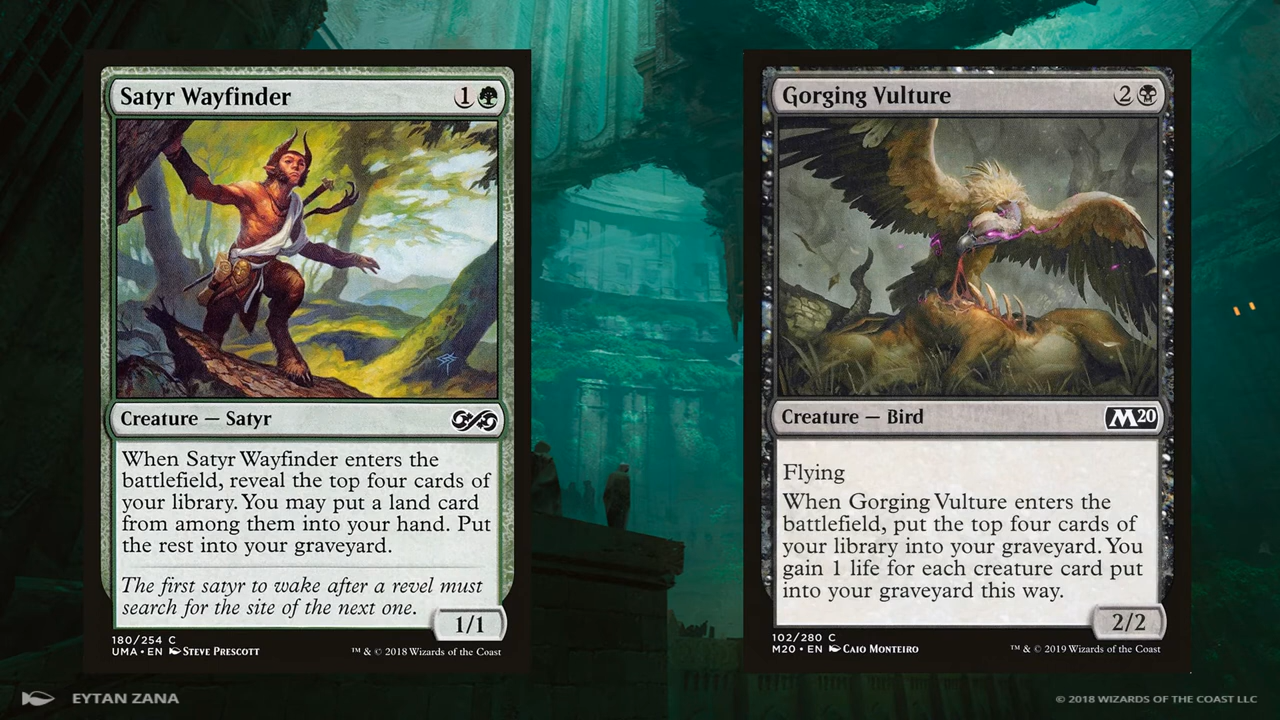 Satyr Wayfinder
1
Creature — Satyr
When Satyr Wayfinder enters the
battlefield, reveal the top four cards of
your library. You may put a land card
from among them into your hand. Put
the rest into your graveyard.
The first satyr to wake after a revel must
search for the site of the next one.
1/1
180/254 C
UMA • EN STEVE PRESCOTT
™ & © 2018 Wizards of the Coast
Gorging Vulture
2
Creature — Bird
M20
Flying
When Gorging Vulture enters the
battlefield, put the top four cards of
your library into your graveyard. You
gain 1 life for each creature card put
into your graveyard this way.
2/2
102/280 C
M20 • EN CAIO MONTEIRO
™ & © 2019 Wizards of the Coast
EYTAN ZANA
© 2018 WIZARDS OF THE COAST LLC